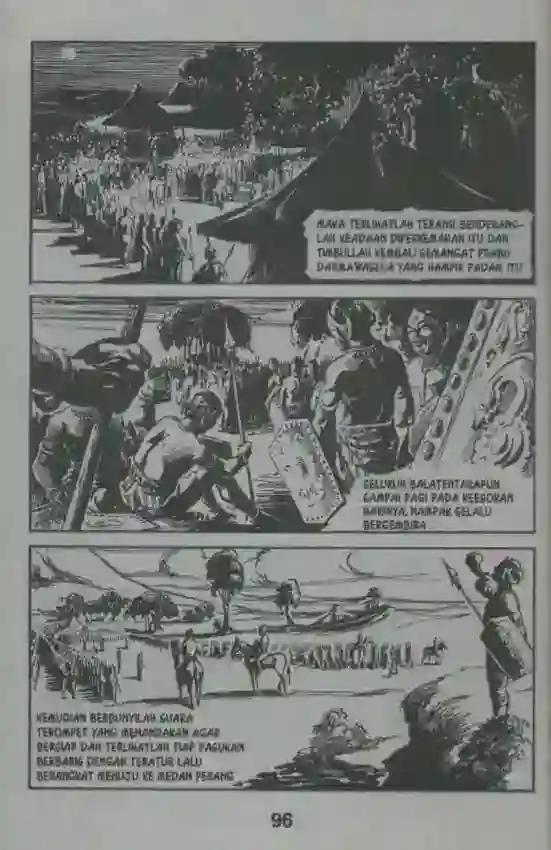 MAKA TERLIHATLAH TERANG BENDERANG-
LAH KEADAAN DIPERKEMAHAN ITU DAN
TIMBULLAH KEMBALI SEMANGAT PRABU
DARMAWANGSA YANG HAMPIR PADAM ITU
SELURUH BALATENTARAPUN
SAMPAI PAGI PADA KEESOKAN
HARINYA, NAMPAK SELALU
BERGEMBIRA
KEMUDIAN BERBUNYILAH SUARA
TEROMPET YANG MENANDAKAN AGAR
BERSIAP DAN TERLIHATLAH TIAP PASUKAN
BERBARIS DENGAN TERATUR LALU
BERANGKAT MENUJU KE MEDAN PERANG
96